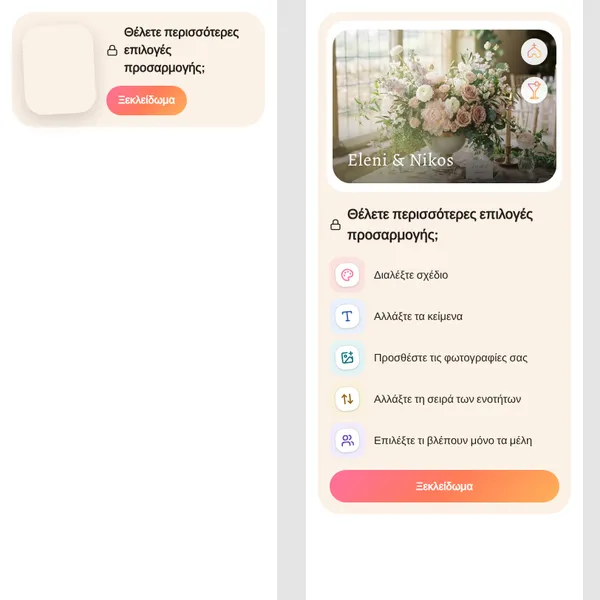 Θέλετε περισσότερες
επιλογές
προσαρμογής;
Ξεκλείδωμα
Eleni & Nikos
Θέλετε περισσότερες επιλογές
προσαρμογής;
Διαλέξτε σχέδιο
Αλλάξτε τα κείμενα
Προσθέστε τις φωτογραφίες σας
Αλλάξτε τη σειρά των ενοτήτων
Επιλέξτε τι βλέπουν μόνο τα μέλη
Ξεκλείδωμα